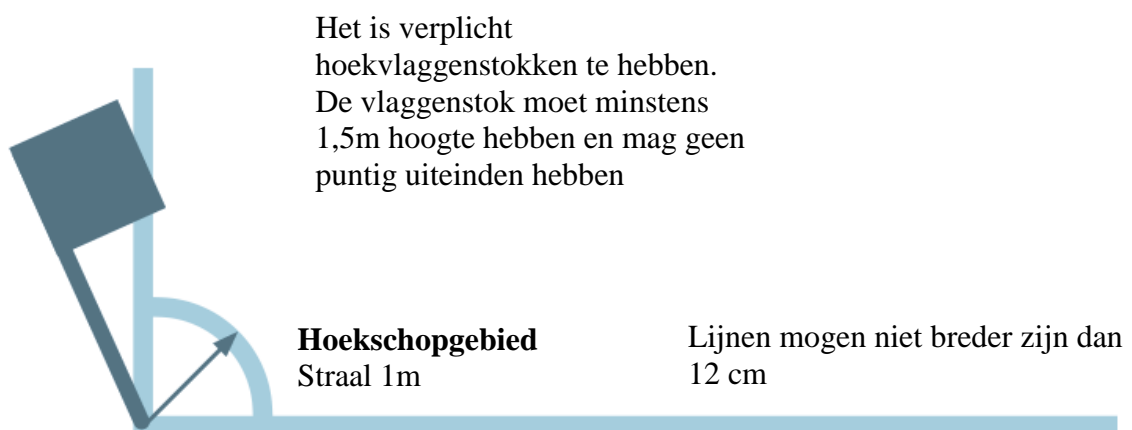 Het is verplicht
hoekvlaggenstokken te hebben.
De vlaggenstok moet minstens
1,5m hoogte hebben en mag geen
puntig uiteinden hebben
Hoekschopgebied
Straal 1m
Lijnen mogen niet breder zijn dan
12 cm